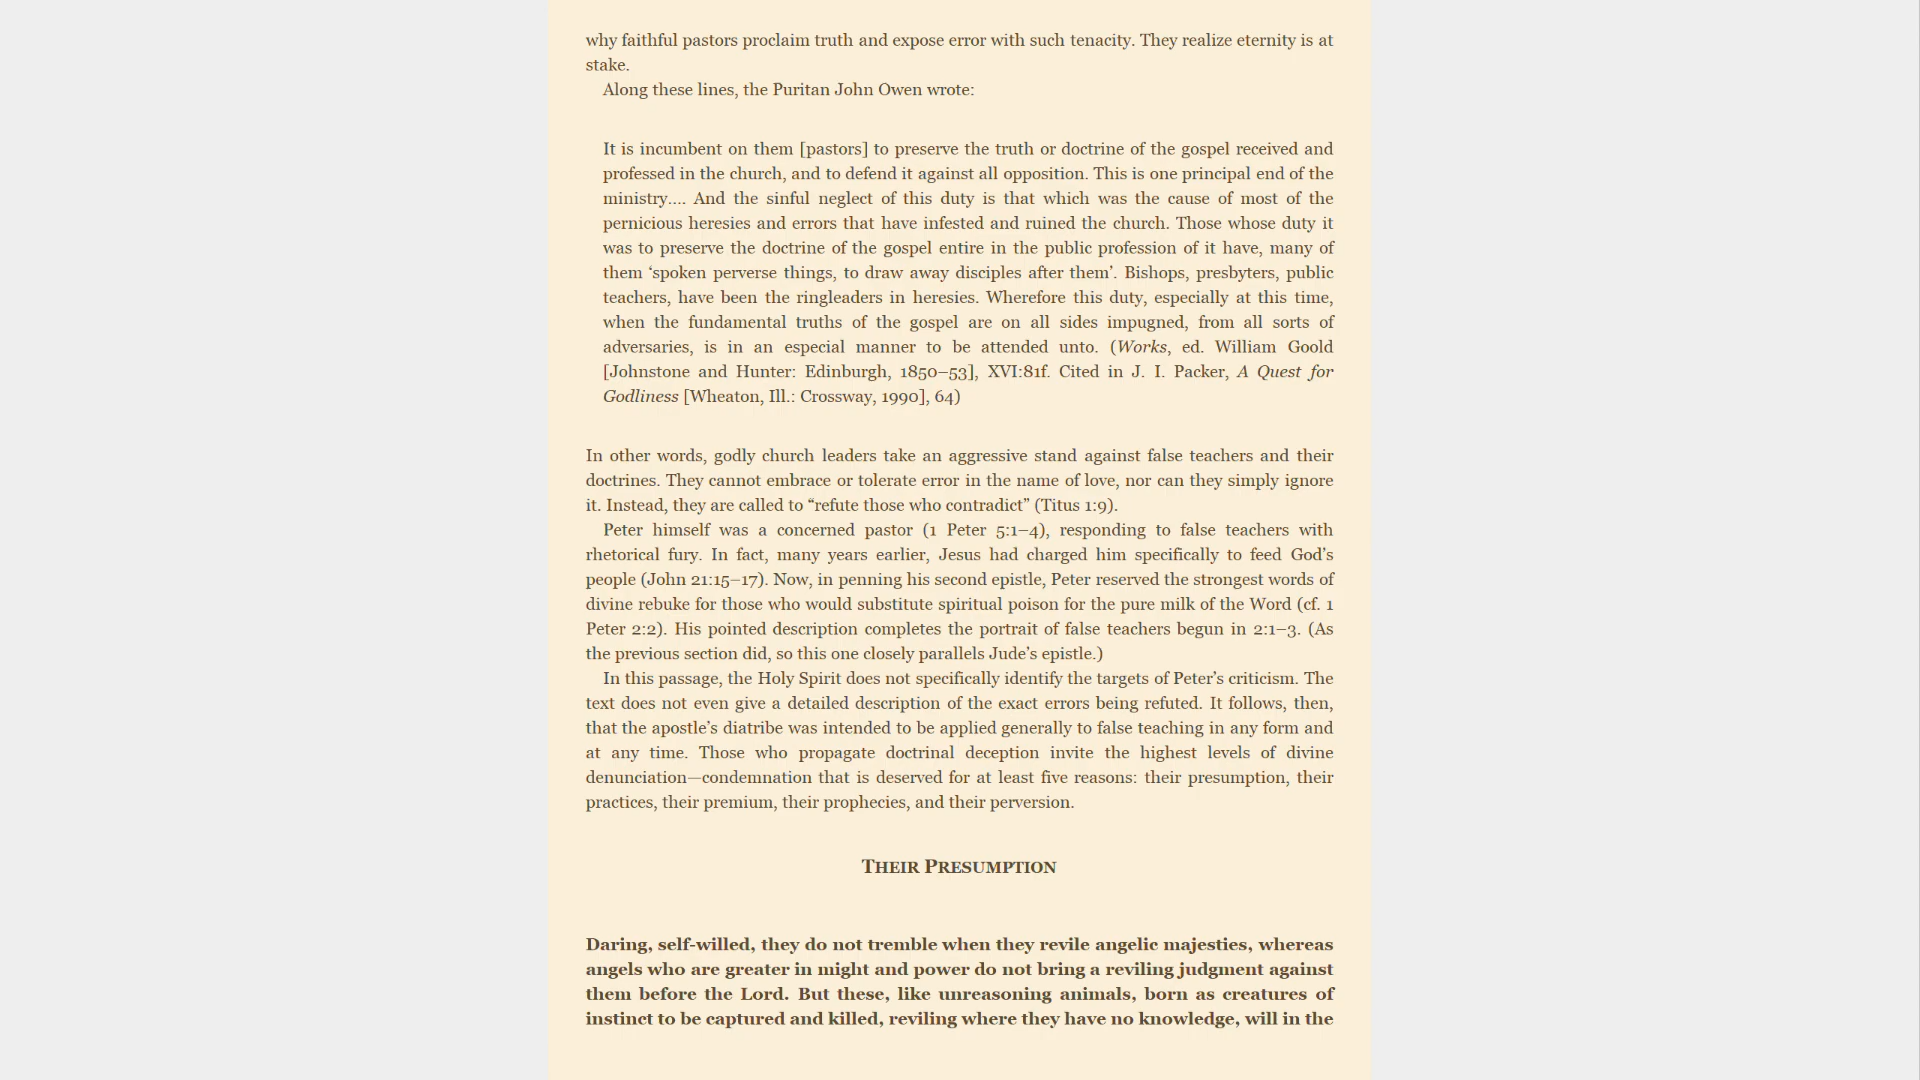 why faithful pastors proclaim truth and expose error with such tenacity. They realize eternity is at
stake.
Along these lines, the Puritan John Owen wrote:
It is incumbent on them [pastors] to preserve the truth or doctrine of the gospel received and
professed in the church, and to defend it against all opposition. This is one principal end of the
ministry.... And the sinful neglect of this duty is that which was the cause of most of the
pernicious heresies and errors that have infested and ruined the church. Those whose duty it
was to preserve the doctrine of the gospel entire in the public profession of it have, many of
them ‘spoken perverse things, to draw away disciples after them’. Bishops, presbyters, public
teachers, have been the ringleaders in heresies. Wherefore this duty, especially at this time,
when the fundamental truths of the gospel are on all sides impugned, from all sorts of
adversaries, is in an especial manner to be attended unto. (Works, ed. William Goold
[Johnstone and Hunter: Edinburgh, 1850–53], XVI:81f. Cited in J. I. Packer, A Quest for
Godliness [Wheaton, Ill.: Crossway, 1990], 64)
In other words, godly church leaders take an aggressive stand against false teachers and their
doctrines. They cannot embrace or tolerate error in the name of love, nor can they simply ignore
it. Instead, they are called to “refute those who contradict” (Titus 1:9).
Peter himself was a concerned pastor (1 Peter 5:1–4), responding to false teachers with
rhetorical fury. In fact, many years earlier, Jesus had charged him specifically to feed God’s
people (John 21:15–17). Now, in penning his second epistle, Peter reserved the strongest words of
divine rebuke for those who would substitute spiritual poison for the pure milk of the Word (cf. 1
Peter 2:2). His pointed description completes the portrait of false teachers begun in 2:1–3. (As
the previous section did, so this one closely parallels Jude’s epistle.)
In this passage, the Holy Spirit does not specifically identify the targets of Peter’s criticism. The
text does not even give a detailed description of the exact errors being refuted. It follows, then,
that the apostle’s diatribe was intended to be applied generally to false teaching in any form and
at any time. Those who propagate doctrinal deception invite the highest levels of divine
denunciation—condemnation that is deserved for at least five reasons: their presumption, their
practices, their premium, their prophecies, and their perversion.
THEIR PRESUMPTION
Daring, self-willed, they do not tremble when they revile angelic majesties, whereas
angels who are greater in might and power do not bring a reviling judgment against
them before the Lord. But these, like unreasoning animals, born as creatures of
instinct to be captured and killed, reviling where they have no knowledge, will in the